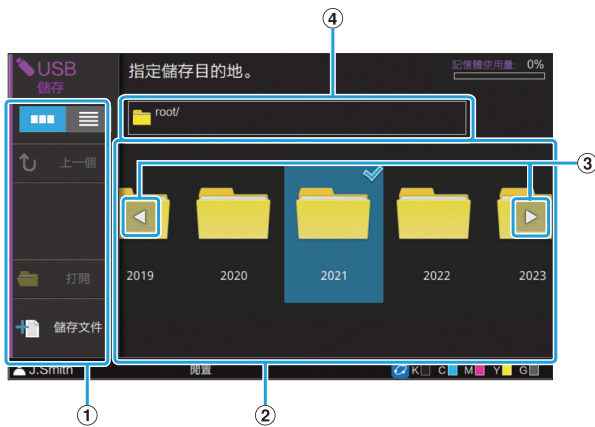 ④
USB
儲存
指定儲存目的地。
記憶體使用量: 0%
root/
上一個
③
2019 2020 2021 2022 2023
打開
儲存文件
J.Smith 閒置 K C M Y G
① ②